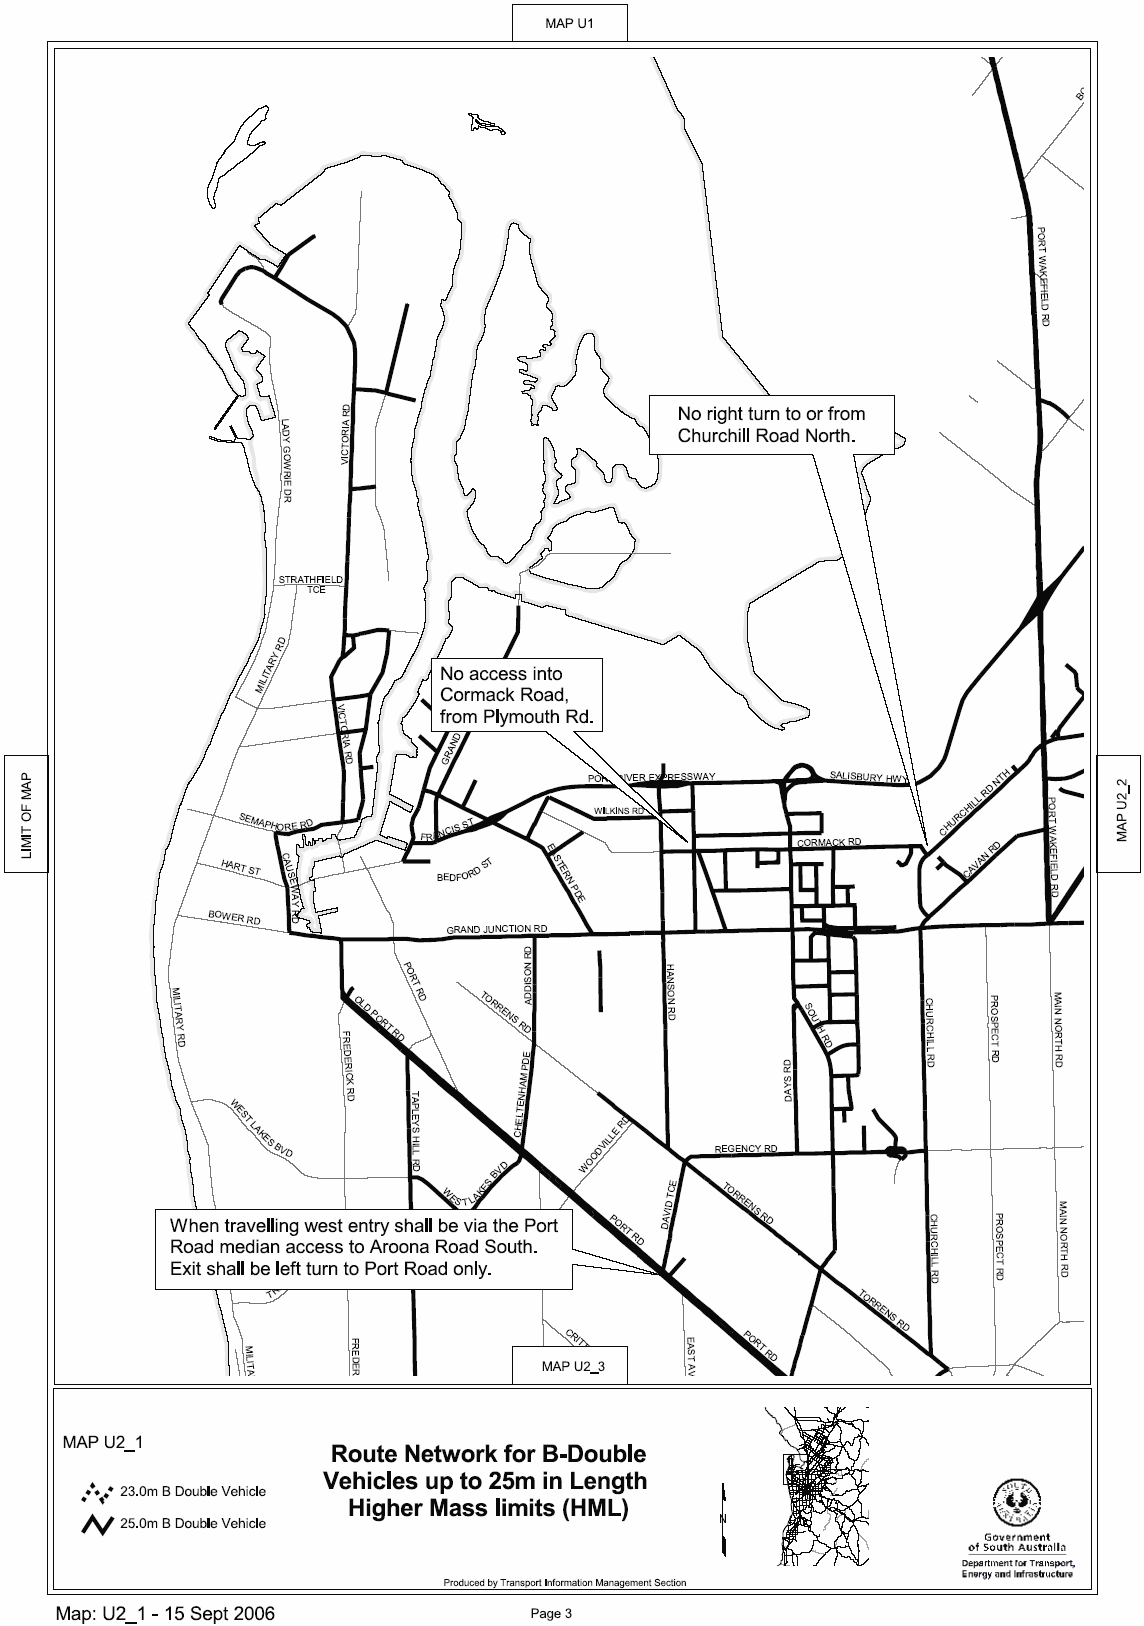 MAP U1
BO
PORT WAKEFIELD RD
No right turn to or from
Churchill Road North.
LADY GOWRIE DR
VICTORIA RD
STRATHFIELD
TCE
MILITARY RD
No access into
Cormack Road,
from Plymouth Rd.
VICTORIA RD
GRAND
LIMIT OF MAP
MAP U2_2
RIVER EXPRESSWAY
SALISBURY HWY
WILKINS RD
CHURCHILL RD NTH
PORT WAKEFIELD RD
SEMAPHORE RD
FRANCIS ST
CORMACK RD
CAVAN RD
HART ST
CAUSEWAY RD
BEDFORD ST
EASTERN PDE
BOWER RD
GRAND JUNCTION RD
ADDISON RD
PORT RD
HANSON RD
MILITARY RD
OLD PORT RD
TORRENS RD
SOUTH RD
CHURCHILL RD
PROSPECT RD
MAIN NORTH RD
FREDERICK RD
CHELTENHAM PDE
DAYS RD
TAPLEYS HILL RD
WEST LAKES BVD
WOODVILLE RD
REGENCY RD
WEST LAKES BVD
DAVID TCE
TORRENS RD
When travelling west entry shall be via the Port
Road median access to Aroona Road South.
Exit shall be left turn to Port Road only.
PORT RD
CHURCHILL RD
PROSPECT RD
MAIN NORTH RD
TORRENS RD
MILITA
FREDER
CRITT
EAST AV
PORT RD
MAP U2_3
MAP U2_1
23.0m B Double Vehicle
25.0m B Double Vehicle
Route Network for B-Double
Vehicles up to 25m in Length
Higher Mass limits (HML)
N
Government
of South Australia
Department for Transport,
Energy and Infrastructure
Produced by Transport Information Management Section
Map: U2_1 - 15 Sept 2006
Page 3